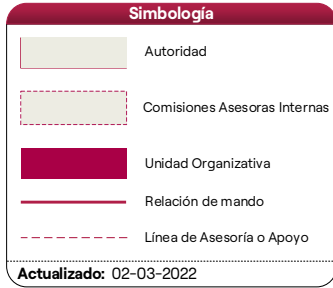 Simbología
Autoridad
Comisiones Asesoras Internas
Unidad Organizativa
Relación de mando
Línea de Asesoría o Apoyo
Actualizado: 02-03-2022